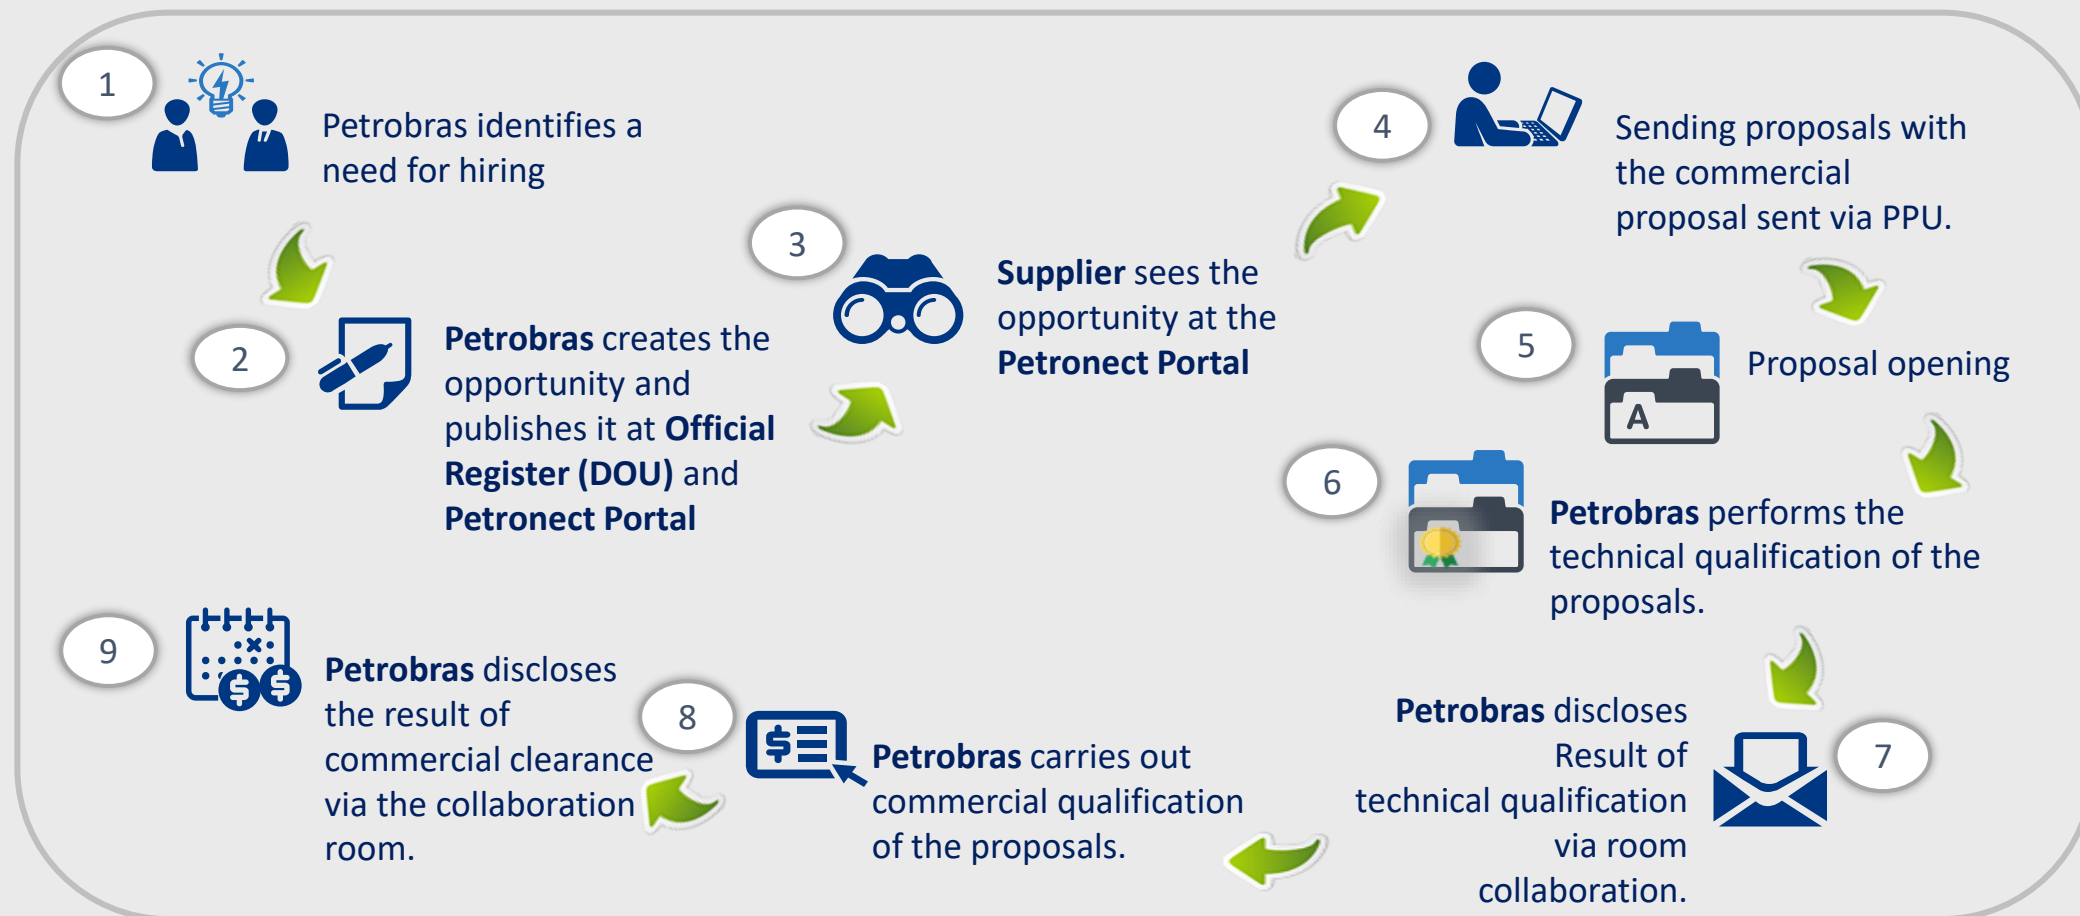 1
Petrobras identifies a
need for hiring
2
Petrobras creates the
opportunity and
publishes it at Official
Register (DOU) and
Petronect Portal
3
Supplier sees the
opportunity at the
Petronect Portal
4
Sending proposals with
the commercial
proposal sent via PPU.
5
A
Proposal opening
6
Petrobras performs the
technical qualification of the
proposals.
7
Petrobras discloses
Result of
technical qualification
via room
collaboration.
8
$
Petrobras carries out
commercial qualification
of the proposals.
9
$ $
Petrobras discloses
the result of
commercial clearance
via the collaboration
room.